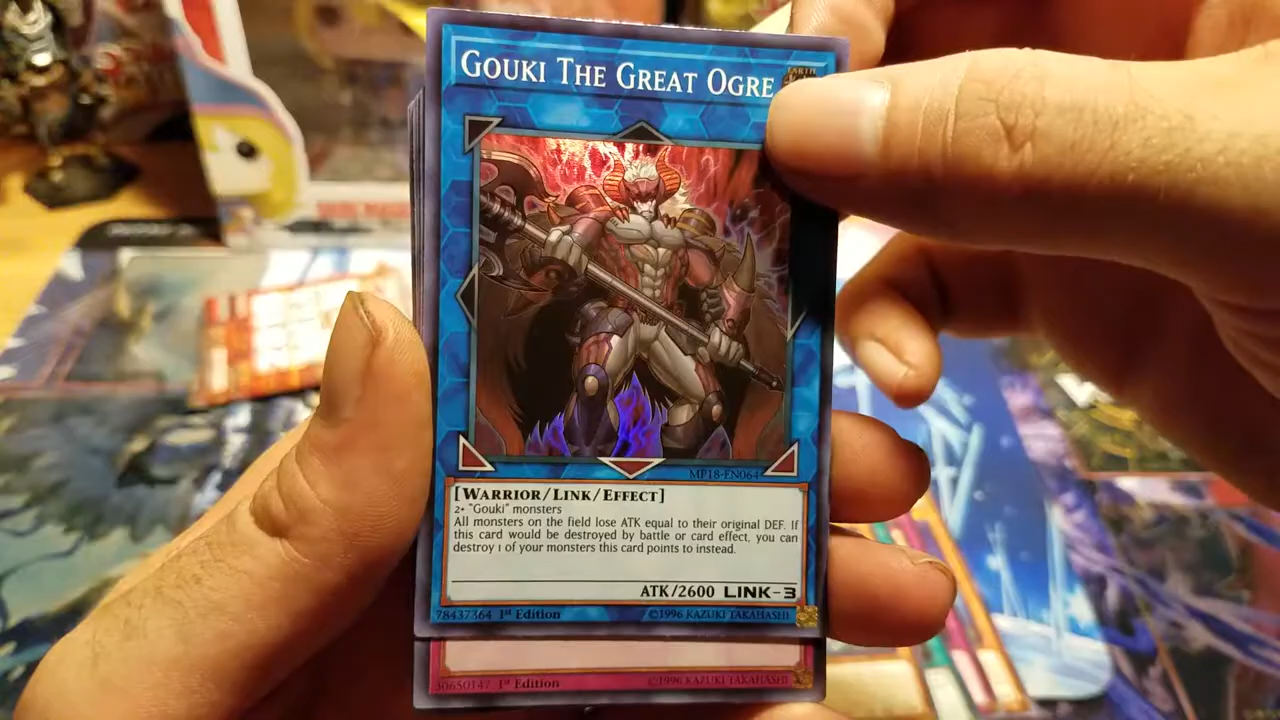 GOUKI THE GREAT OGRE
EARTH
MP18-EN064
[WARRIOR/LINK/EFFECT]
2+ "Gouki" monsters
All monsters on the field lose ATK equal to their original DEF. If
this card would be destroyed by battle or card effect, you can
destroy 1 of your monsters this card points to instead.
ATK/2600 LINK-3
78437364 1st Edition ©1996 KAZUKI TAKAHASHI
30650147 1st Edition ©1996 KAZUKI TAKAHASHI